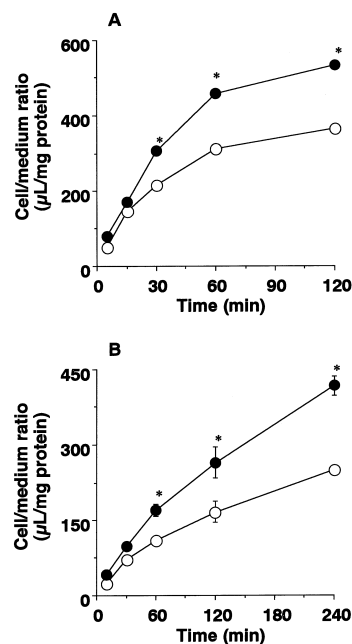 A
600
400
200
0
Cell/medium ratio
(µL/mg protein)
*
*
*
0 30 60 90 120
Time (min)
B
450
300
150
0
Cell/medium ratio
(µL/mg protein)
*
*
*
0 60 120 180 240
Time (min)